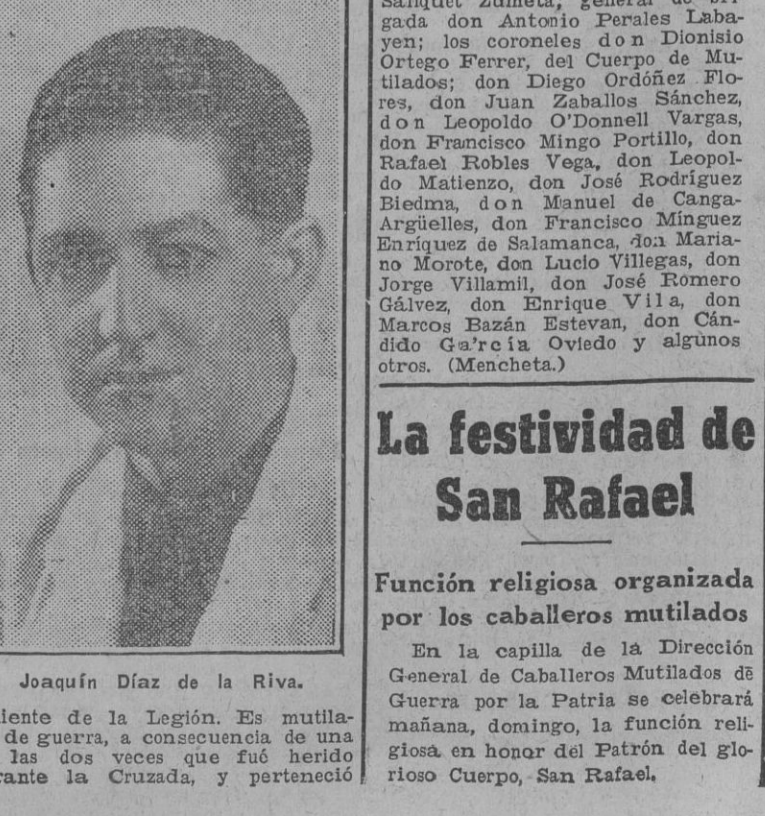 Joaquín Díaz de la Riva.
iente de la Legión. Es mutila-
de guerra, a consecuencia de una
las dos veces que fué herido
rante la Cruzada, y perteneció
Sanquet Zumeta, general de bri-
gada don Antonio Perales Laba-
yen; los coroneles don Dionisio
Ortego Ferrer, del Cuerpo de Mu-
tilados; don Diego Ordóñez Flo-
res, don Juan Zaballos Sánchez,
don Leopoldo O'Donnell Vargas,
don Francisco Mingo Portillo, don
Rafael Robles Vega, don Leopol-
do Matienzo, don José Rodríguez
Biedma, don Manuel de Canga-
Argüelles, don Francisco Mínguez
Enríquez de Salamanca, don Maria-
no Morote, don Lucio Villegas, don
Jorge Villamil, don José Romero
Gálvez, don Enrique Vila, don
Marcos Bazán Estevan, don Cán-
dido García Oviedo y algunos
otros. (Mencheta.)
La festividad de
San Rafael
Función religiosa organizada
por los caballeros mutilados
En la capilla de la Dirección
General de Caballeros Mutilados de
Guerra por la Patria se celebrará
mañana, domingo, la función reli-
giosa en honor del Patrón del glo-
rioso Cuerpo, San Rafael.